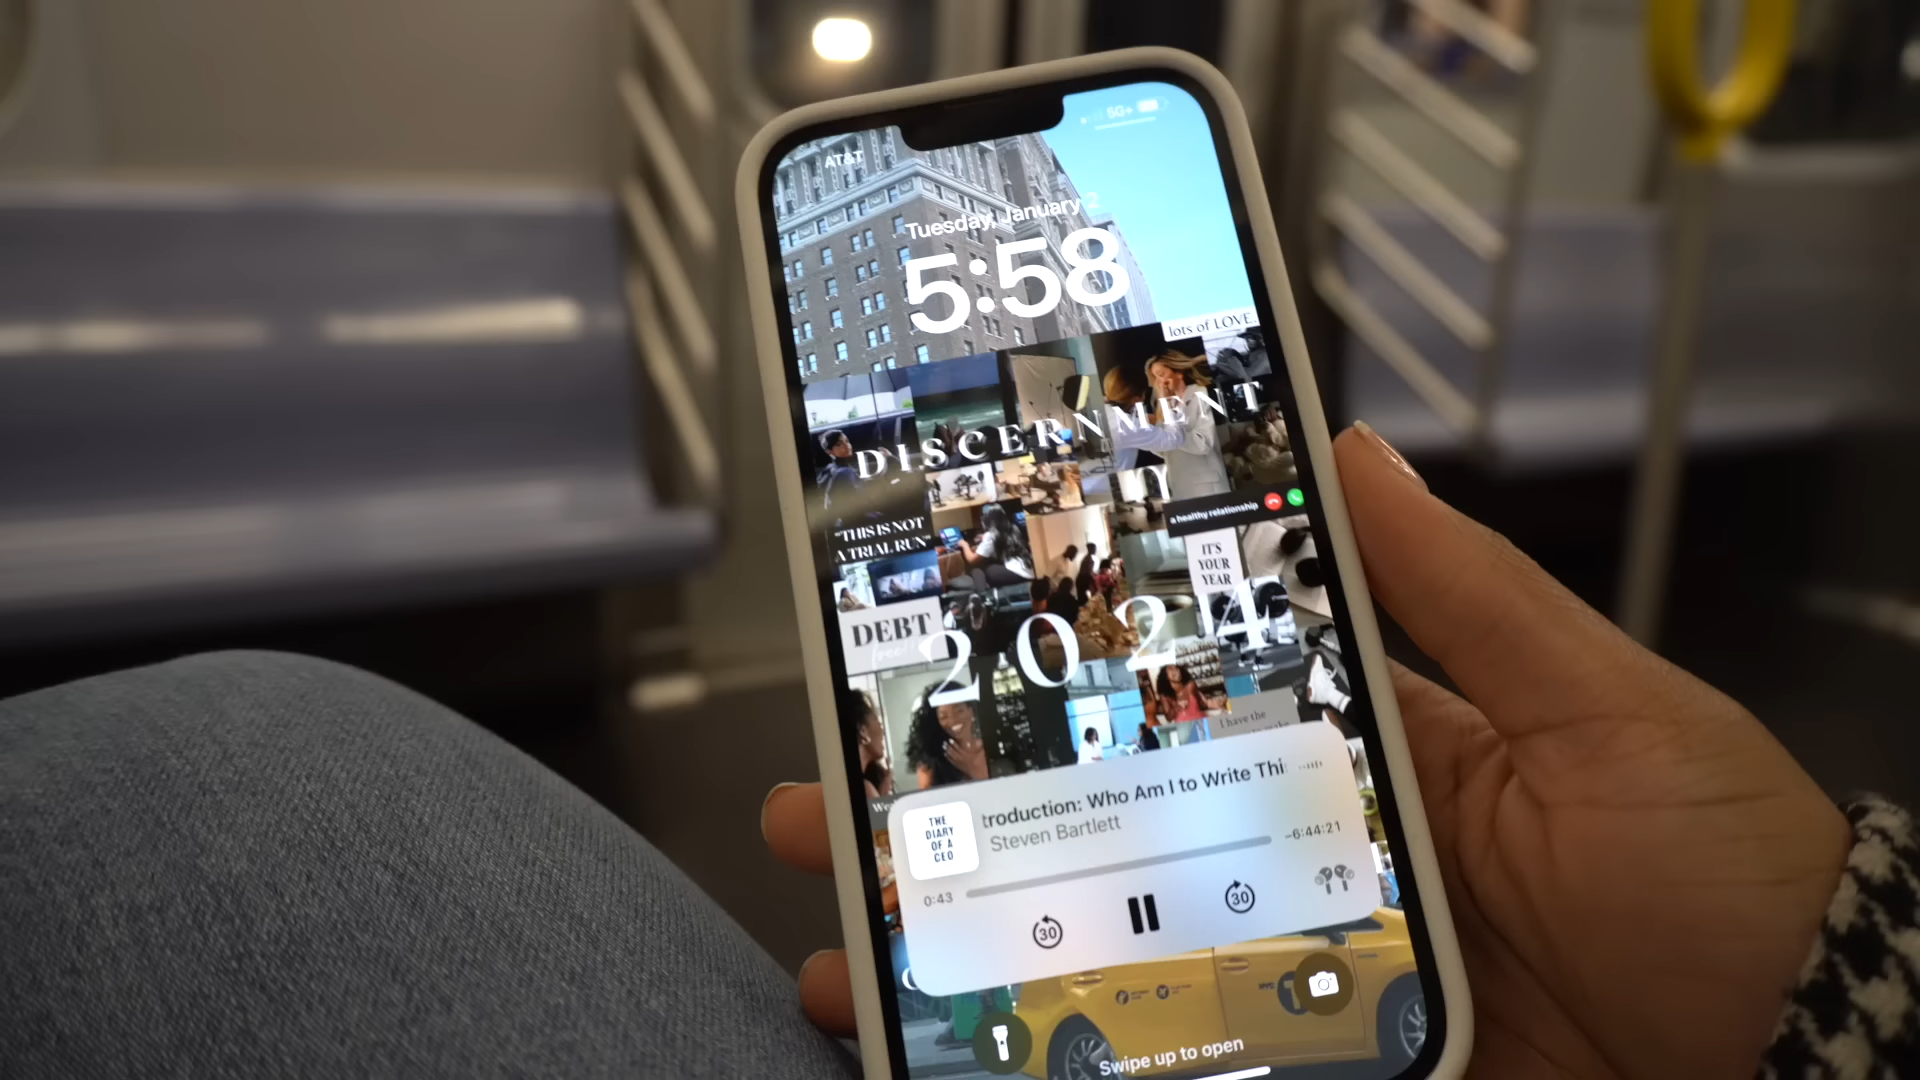 AT&T
5G+
Tuesday, January 2
5:58
lots of LOVE.
DISCERNMENT
Y
a healthy relationship
"THIS IS NOT
A TRIAL RUN"
IT'S
YOUR
YEAR
DEBT
free!
2024
I have the
THE
DIARY
OF A
CEO
troduction: Who Am I to Write Thi
Steven Bartlett
0:43
-6:44:21
30
30
NYC
Swipe up to open